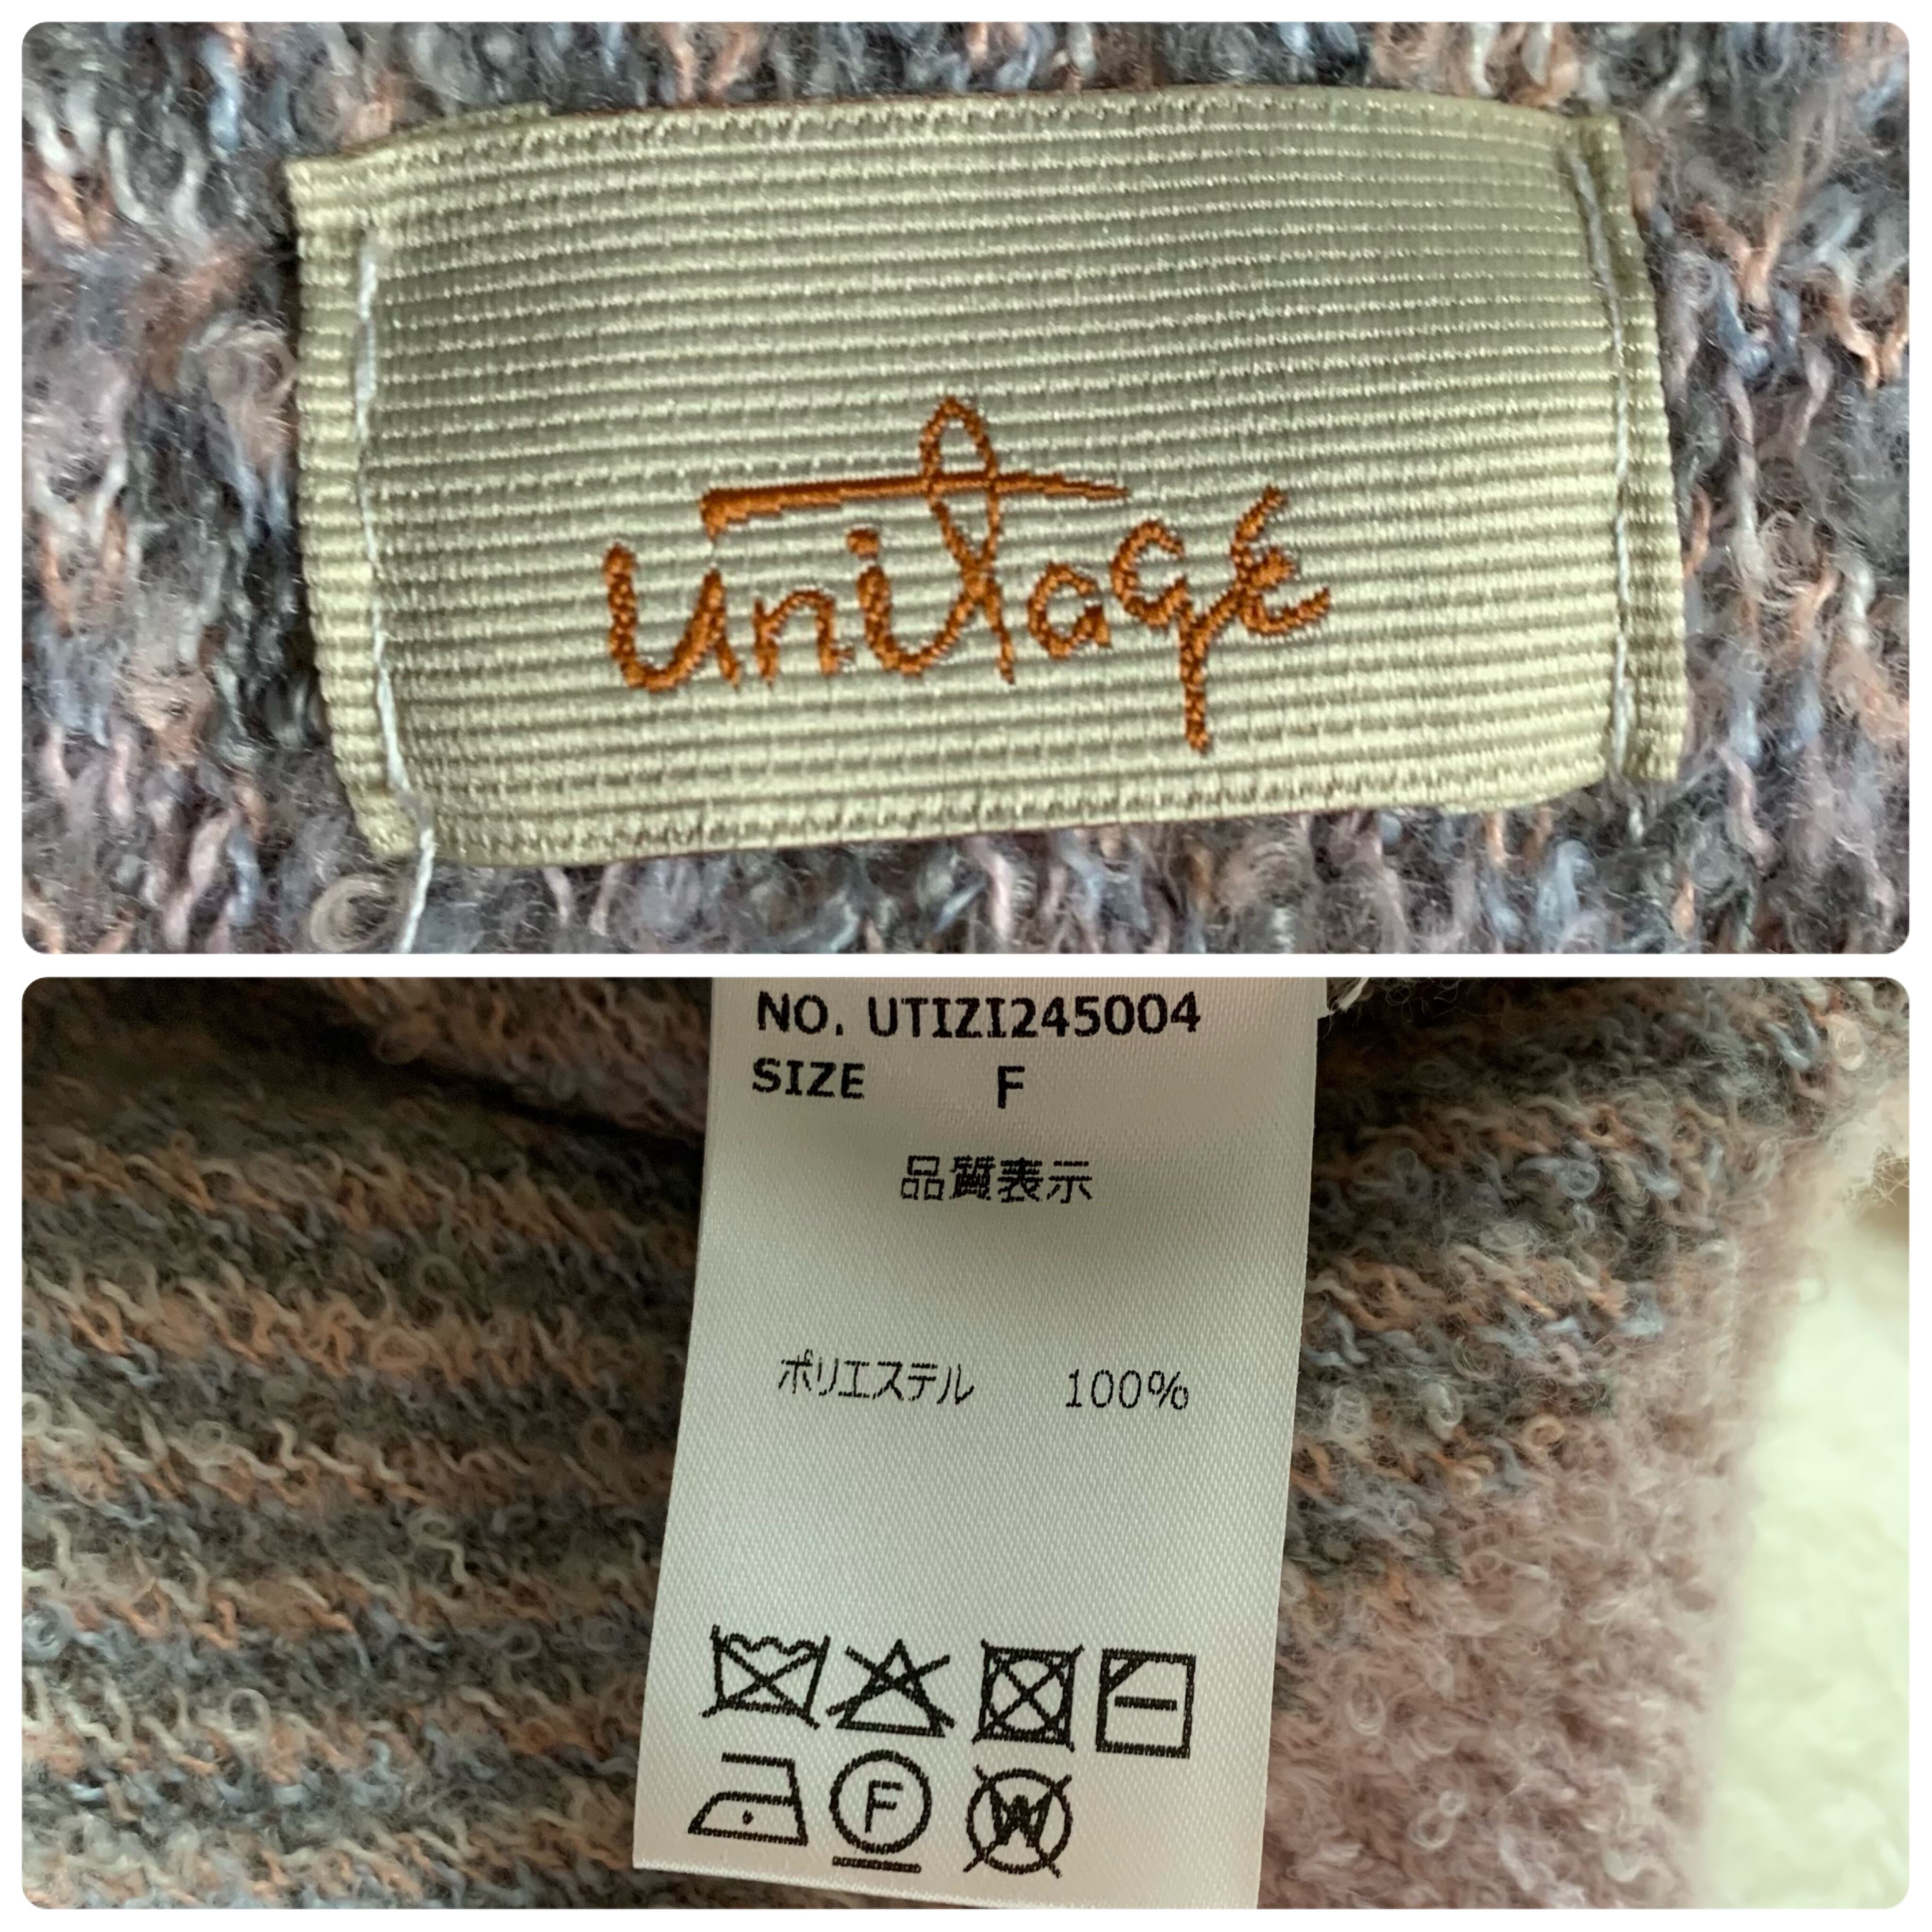 unitage
NO. UTIZI245004
SIZE F
品質表示
ポリエステル 100%
F
W